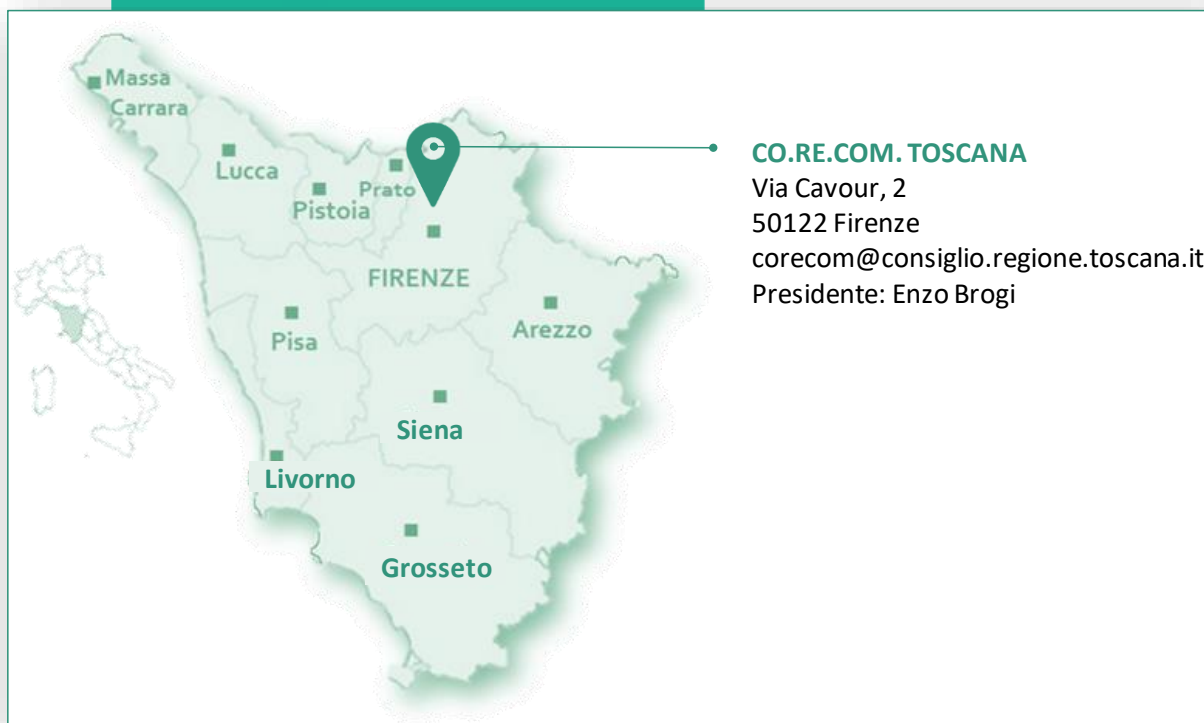 Massa
Carrara
Lucca
Prato
Pistoia
FIRENZE
Pisa
Arezzo
Siena
Livorno
Grosseto
CO.RE.COM. TOSCANA
Via Cavour, 2
50122 Firenze
corecom@consiglio.regione.toscana.it
Presidente: Enzo Brogi